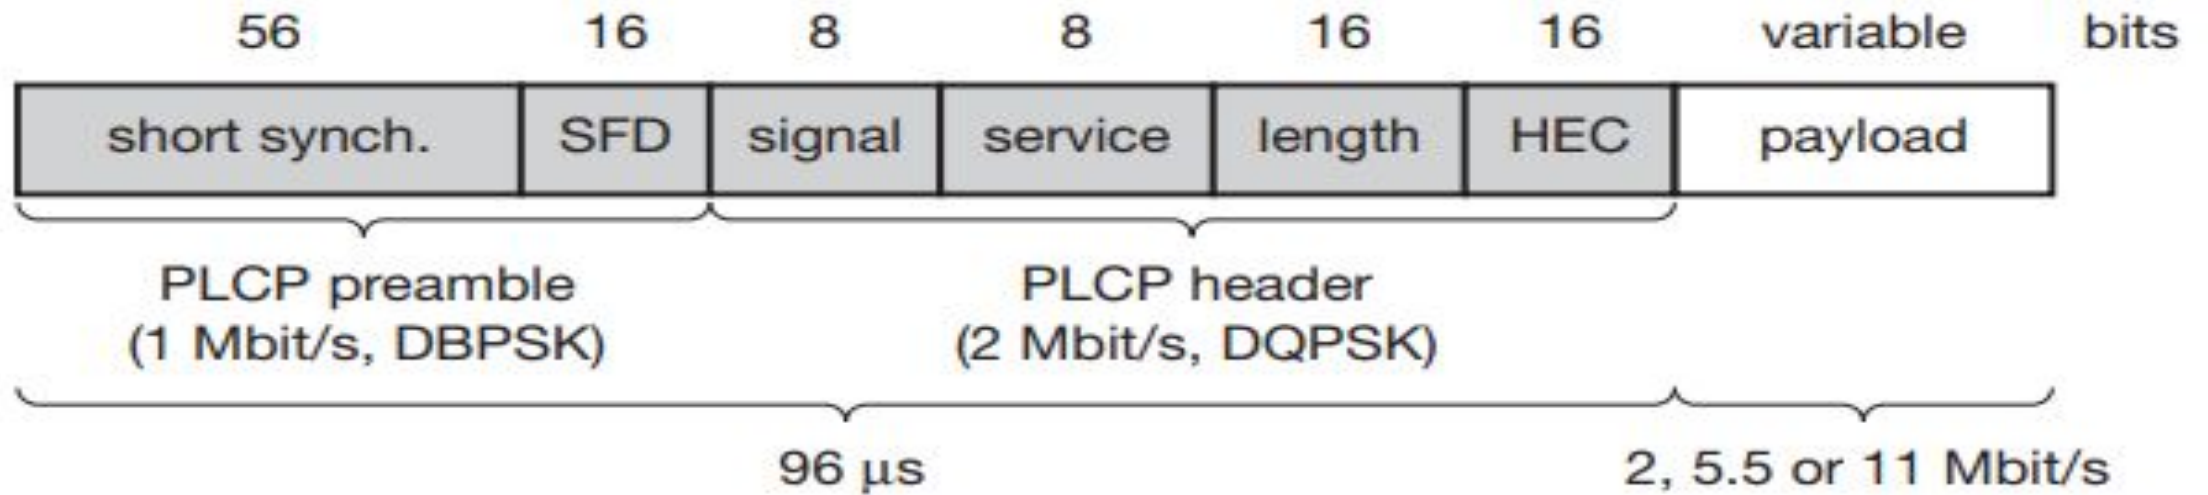 56 16 8 8 16 16 variable bits
short synch. SFD signal service length HEC payload
PLCP preamble PLCP header
(1 Mbit/s, DBPSK) (2 Mbit/s, DQPSK)
96 μs 2, 5.5 or 11 Mbit/s